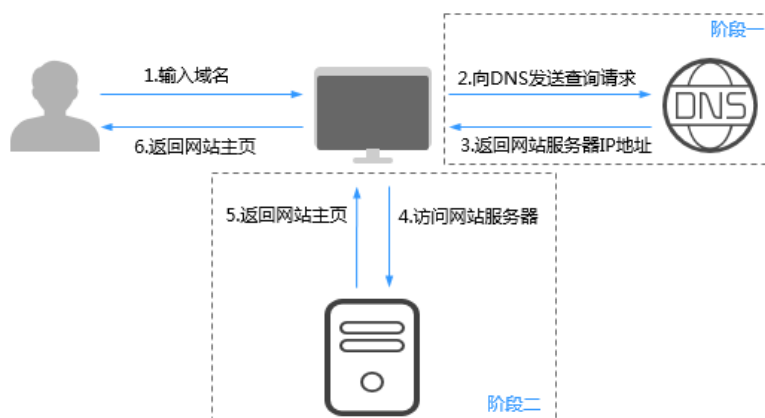 阶段一
1.输入域名
2.向DNS发送查询请求
DNS
6.返回网站主页
3.返回网站服务器IP地址
5.返回网站主页
4.访问网站服务器
阶段二